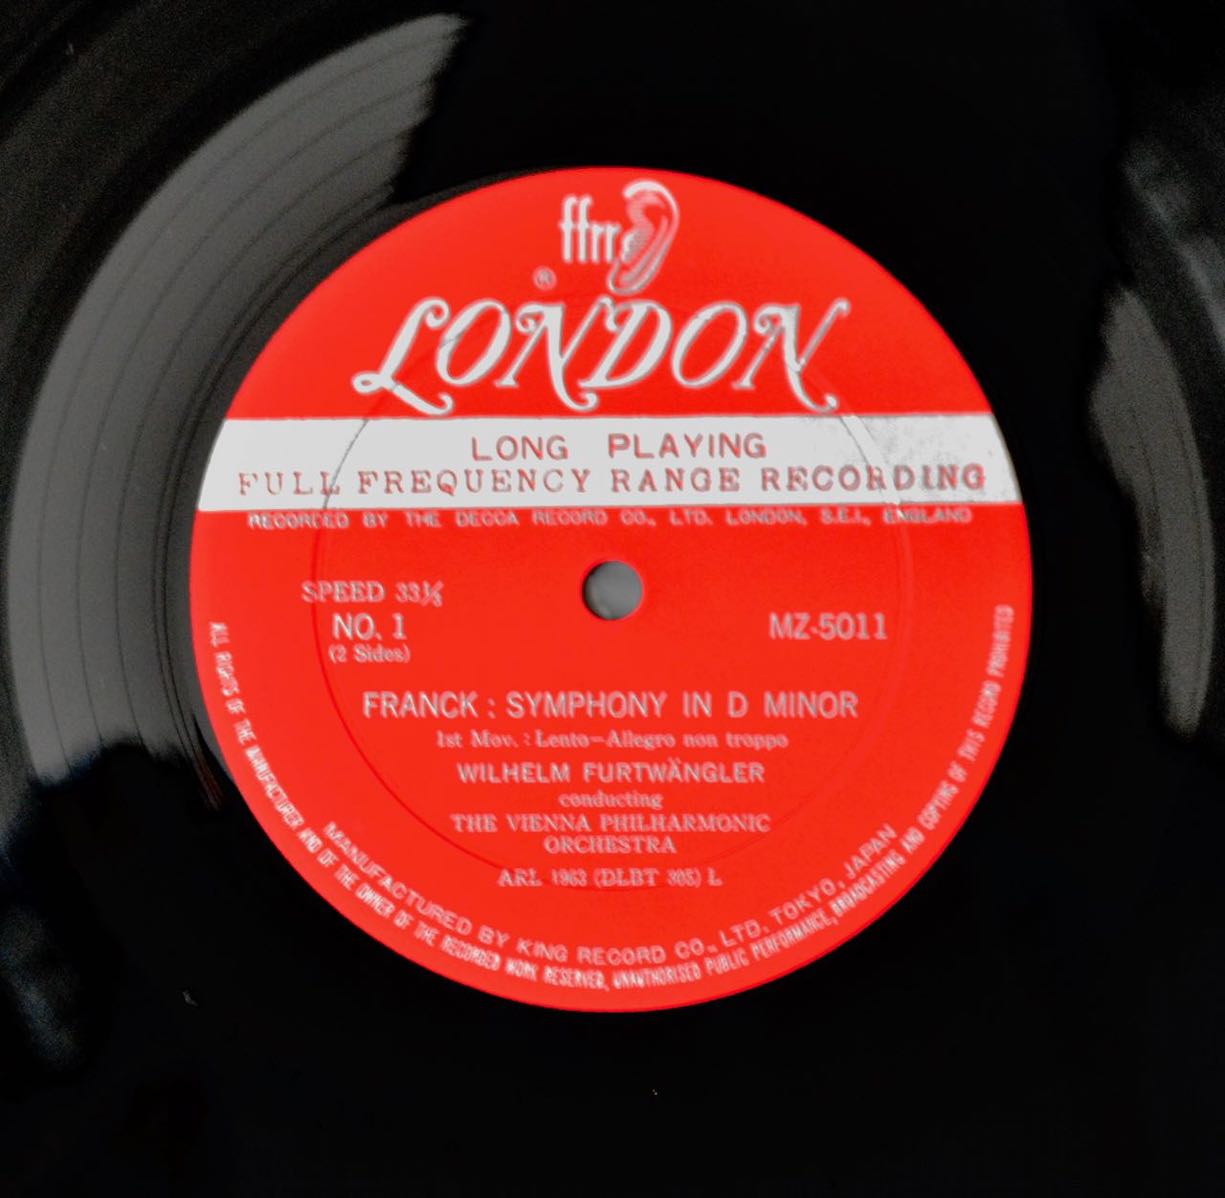 ffrr
®
LONDON
LONG PLAYING
FULL FREQUENCY RANGE RECORDING
RECORDED BY THE DECCA RECORD CO., LTD. LONDON, S.E.1, ENGLAND
SPEED 33⅓
NO. 1
(2 Sides)
MZ-5011
FRANCK : SYMPHONY IN D MINOR
1st Mov. : Lento—Allegro non troppo
WILHELM FURTWÄNGLER
conducting
THE VIENNA PHILHARMONIC
ORCHESTRA
ARL 1963 (DLBT 305) L
MANUFACTURED BY KING RECORD CO., LTD. TOKYO, JAPAN
ALL RIGHTS OF THE MANUFACTURER AND OF THE OWNER OF THE RECORDED WORK RESERVED, UNAUTHORISED PUBLIC PERFORMANCE, BROADCASTING AND COPYING OF THIS RECORD PROHIBITED